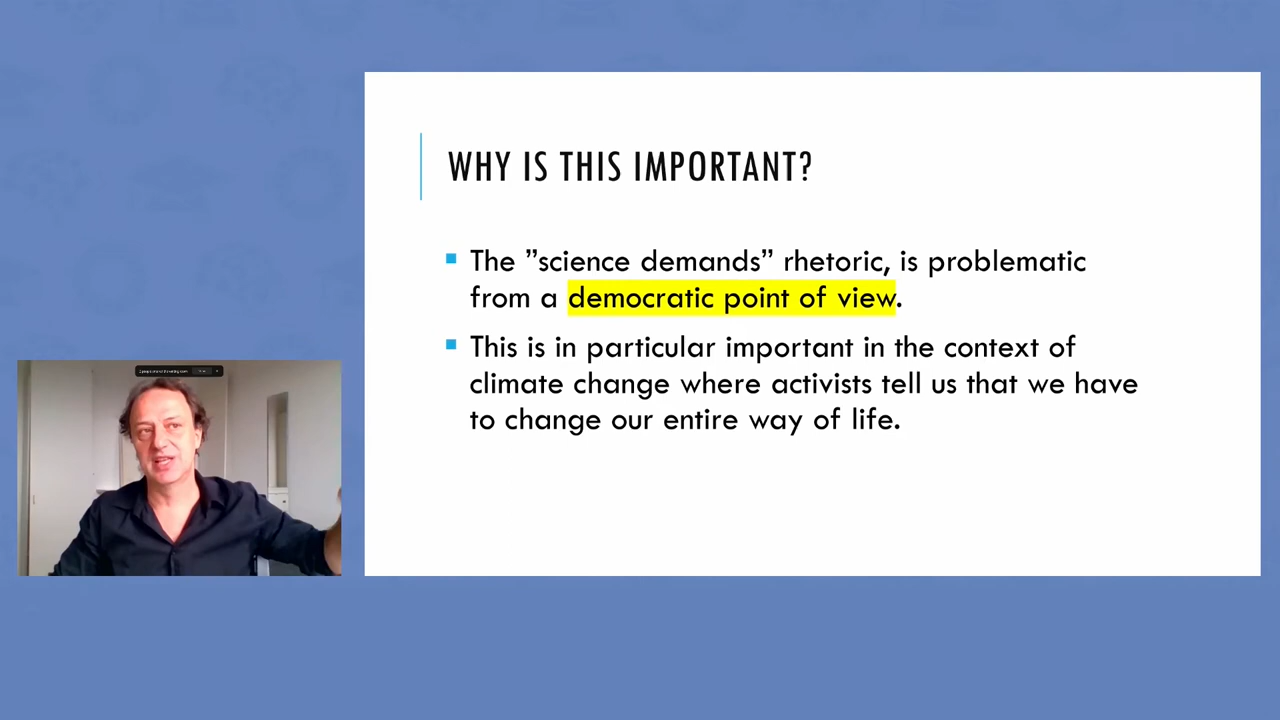 WHY IS THIS IMPORTANT?
The ”science demands” rhetoric, is problematic
from a democratic point of view.
This is in particular important in the context of
climate change where activists tell us that we have
to change our entire way of life.